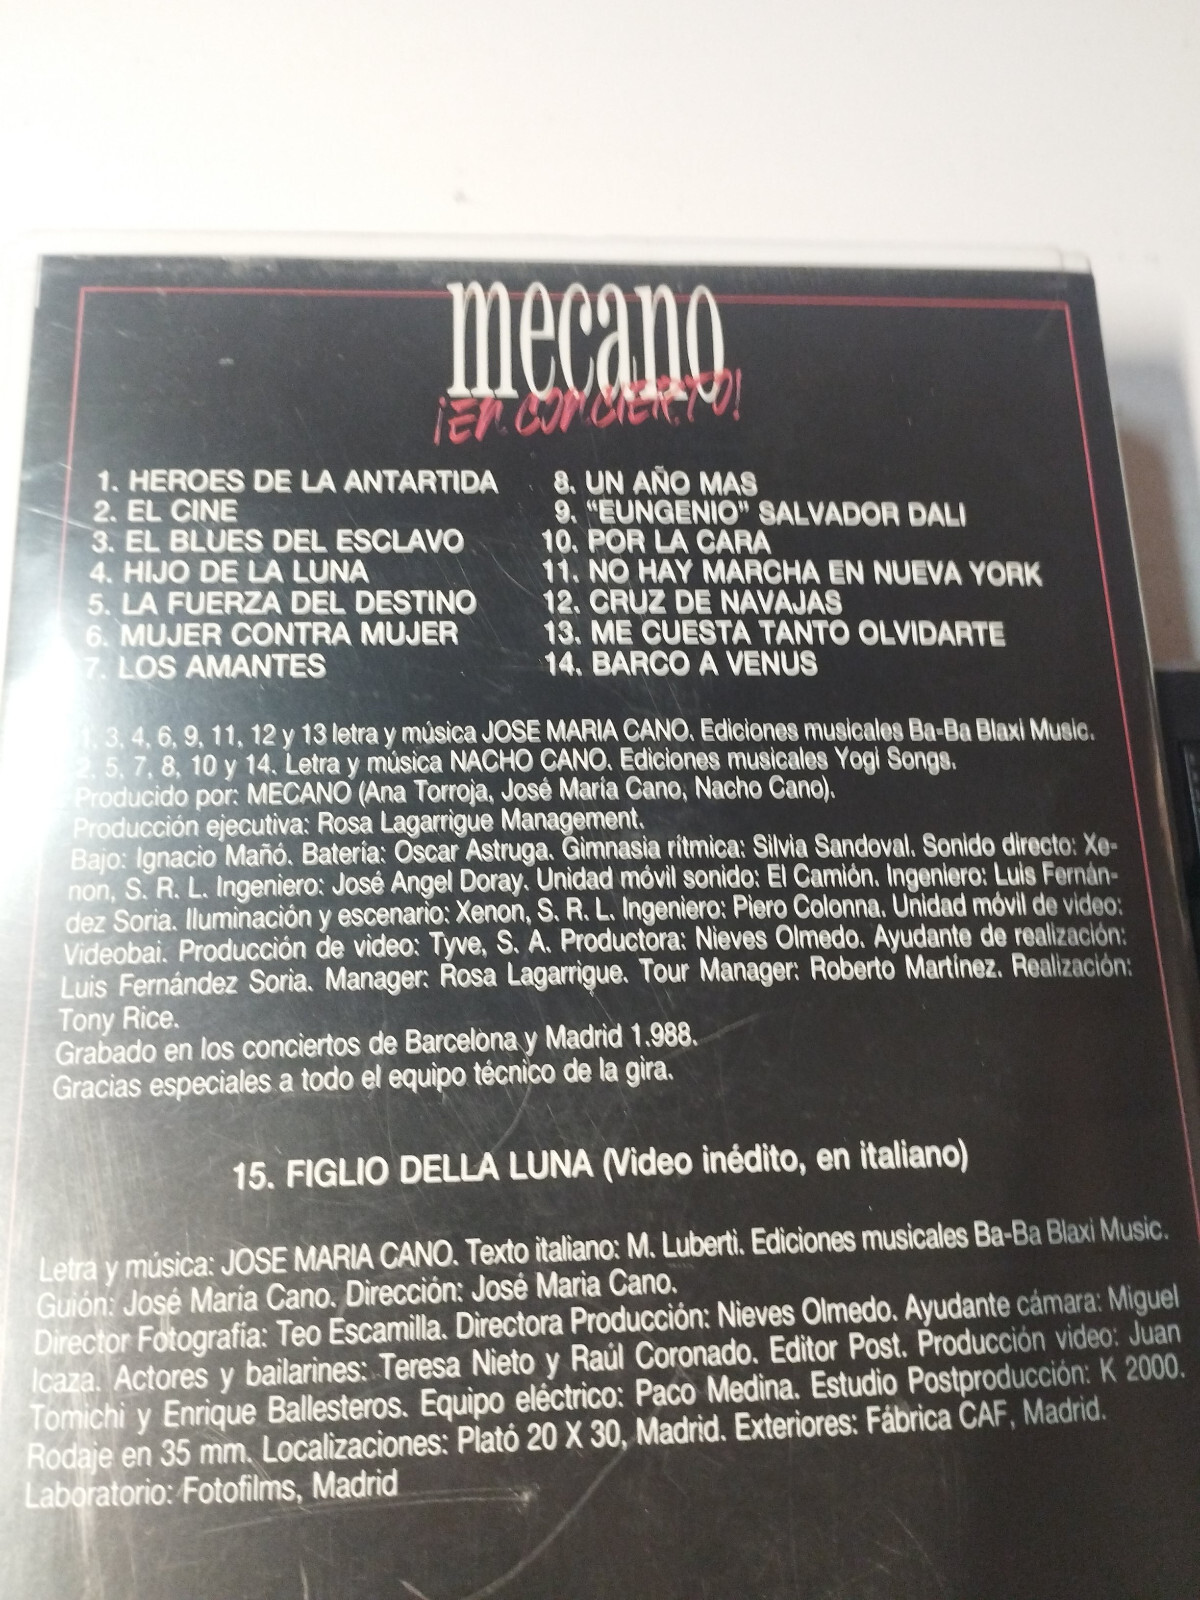 mecano
¡EN CONCIERTO!
1. HEROES DE LA ANTARTIDA
2. EL CINE
3. EL BLUES DEL ESCLAVO
4. HIJO DE LA LUNA
5. LA FUERZA DEL DESTINO
6. MUJER CONTRA MUJER
7. LOS AMANTES
8. UN AÑO MAS
9. “EUNGENIO” SALVADOR DALI
10. POR LA CARA
11. NO HAY MARCHA EN NUEVA YORK
12. CRUZ DE NAVAJAS
13. ME CUESTA TANTO OLVIDARTE
14. BARCO A VENUS
1, 3, 4, 6, 9, 11, 12 y 13 letra y música JOSE MARIA CANO. Ediciones musicales Ba-Ba Blaxi Music.
2, 5, 7, 8, 10 y 14. Letra y música NACHO CANO. Ediciones musicales Yogi Songs.
Producido por: MECANO (Ana Torroja, José María Cano, Nacho Cano).
Producción ejecutiva: Rosa Lagarrigue Management.
Bajo: Ignacio Mañó. Batería: Oscar Astruga. Gimnasia rítmica: Silvia Sandoval. Sonido directo: Xe-
non, S. R. L. Ingeniero: José Angel Doray. Unidad móvil sonido: El Camión. Ingeniero: Luis Fernán-
dez Soria. Iluminación y escenario: Xenon, S. R. L. Ingeniero: Piero Colonna. Unidad móvil de video:
Videobai. Producción de video: Tyve, S. A. Productora: Nieves Olmedo. Ayudante de realización:
Luis Fernández Soria. Manager: Rosa Lagarrigue. Tour Manager: Roberto Martínez. Realización:
Tony Rice.
Grabado en los conciertos de Barcelona y Madrid 1.988.
Gracias especiales a todo el equipo técnico de la gira.
15. FIGLIO DELLA LUNA (Video inédito, en italiano)
Letra y música: JOSE MARIA CANO. Texto italiano: M. Luberti. Ediciones musicales Ba-Ba Blaxi Music.
Guión: José María Cano. Dirección: José Maria Cano.
Director Fotografía: Teo Escamilla. Directora Producción: Nieves Olmedo. Ayudante cámara: Miguel
Icaza. Actores y bailarines: Teresa Nieto y Raúl Coronado. Editor Post. Producción video: Juan
Tomichi y Enrique Ballesteros. Equipo eléctrico: Paco Medina. Estudio Postproducción: K 2000.
Rodaje en 35 mm. Localizaciones: Plató 20 X 30, Madrid. Exteriores: Fábrica CAF, Madrid.
Laboratorio: Fotofilms, Madrid